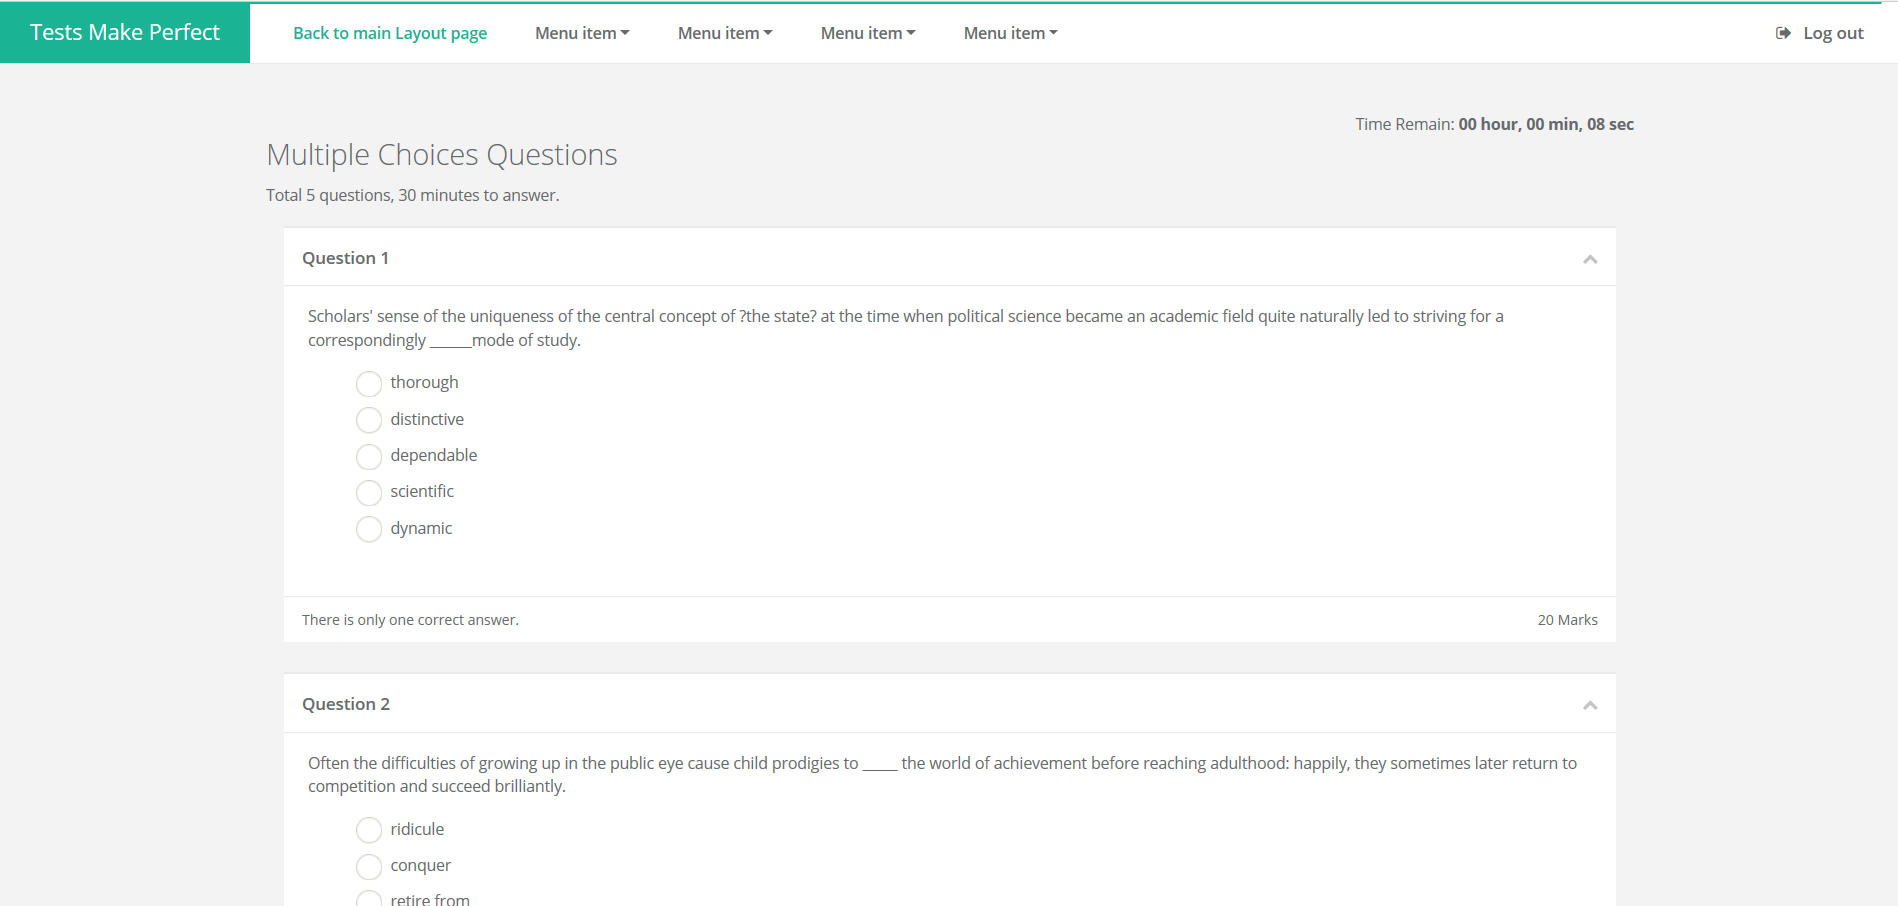 Tests Make Perfect
Back to main Layout page
Menu item
Menu item
Menu item
Menu item
Log out
Time Remain: 00 hour, 00 min, 08 sec
Multiple Choices Questions
Total 5 questions, 30 minutes to answer.
Question 1
Scholars' sense of the uniqueness of the central concept of ?the state? at the time when political science became an academic field quite naturally led to striving for a
correspondingly ______mode of study.
thorough
distinctive
dependable
scientific
dynamic
There is only one correct answer.
20 Marks
Question 2
Often the difficulties of growing up in the public eye cause child prodigies to _____ the world of achievement before reaching adulthood: happily, they sometimes later return to
competition and succeed brilliantly.
ridicule
conquer
retire from